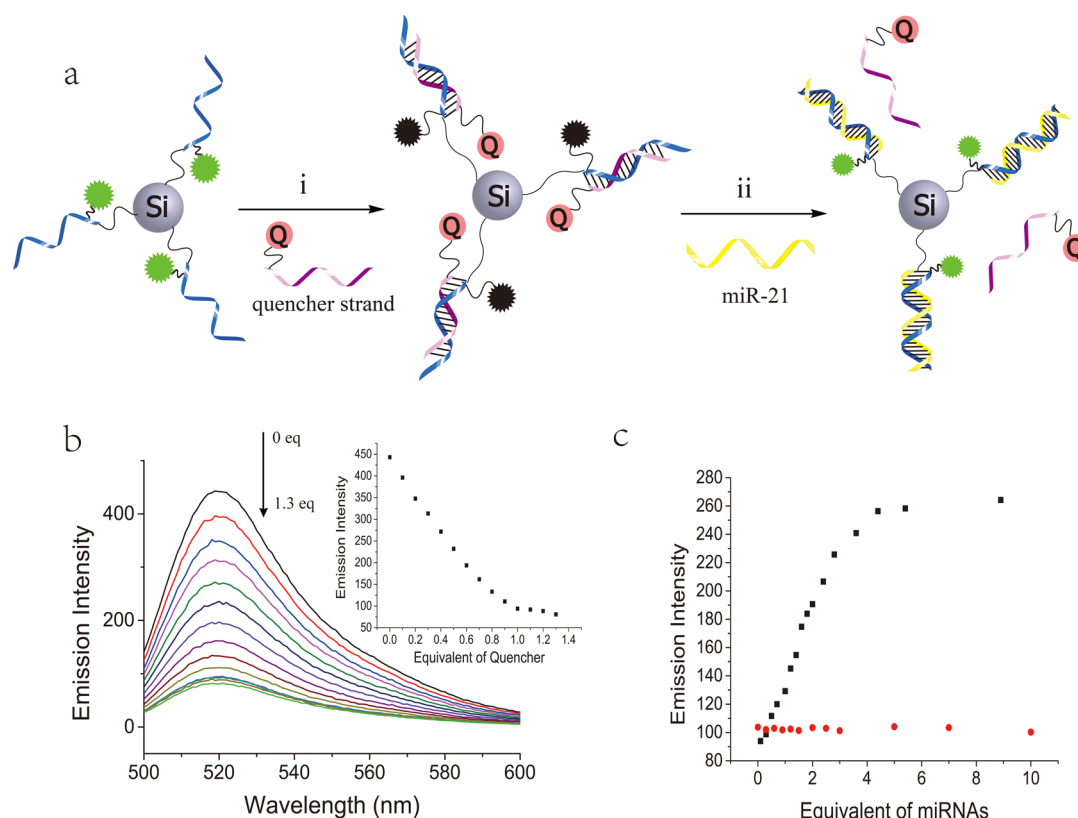 a
Si
i
Q
quencher strand
Q
Q
Q
Si
ii
miR-21
Q
Si
Q
b
0 eq
1.3 eq
Emission Intensity
400
200
0
500 520 540 560 580 600
Wavelength (nm)
Emission Intensity
450
400
350
300
250
200
150
100
50
0.0 0.2 0.4 0.6 0.8 1.0 1.2 1.4
Equivalent of Quencher
c
Emission Intensity
280
260
240
220
200
180
160
140
120
100
80
0 2 4 6 8 10
Equivalent of miRNAs